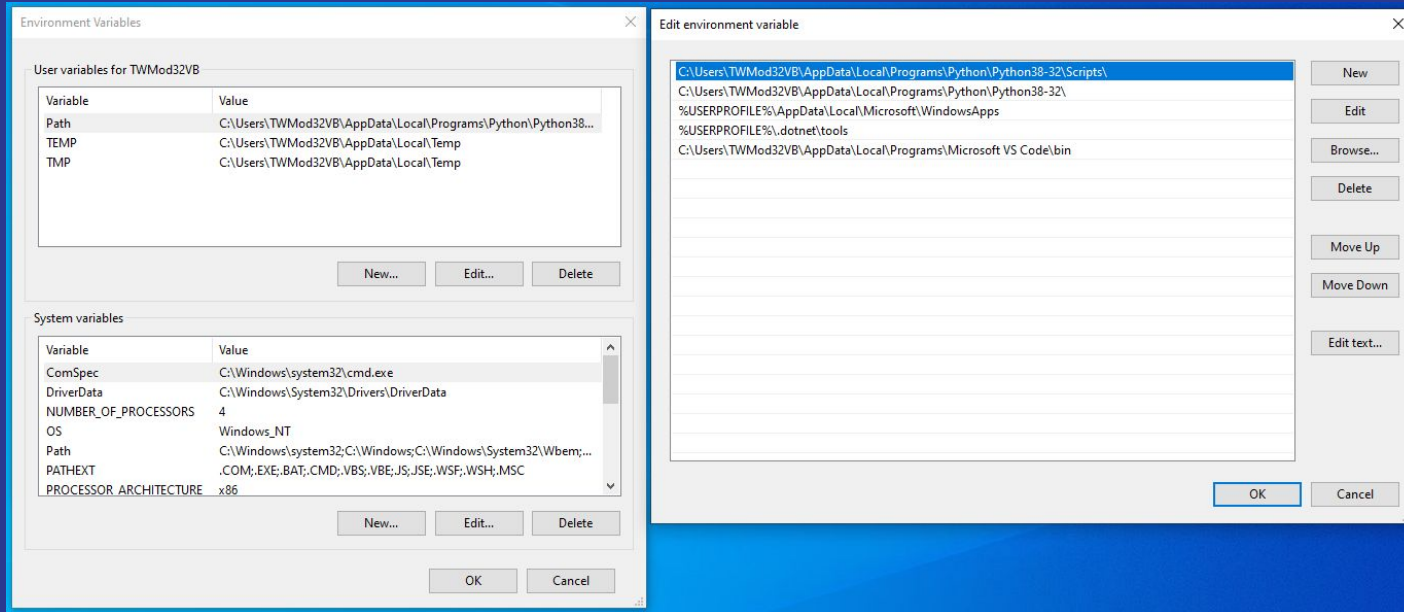 Environment Variables
User variables for TWMod32VB
Variable Value
Path C:\Users\TWMod32VB\AppData\Local\Programs\Python\Python38...
TEMP C:\Users\TWMod32VB\AppData\Local\Temp
TMP C:\Users\TWMod32VB\AppData\Local\Temp
New... Edit... Delete
System variables
Variable Value
ComSpec C:\Windows\system32\cmd.exe
DriverData C:\Windows\System32\Drivers\DriverData
NUMBER_OF_PROCESSORS 4
OS Windows_NT
Path C:\Windows\system32;C:\Windows;C:\Windows\System32\Wbem;...
PATHEXT .COM;.EXE;.BAT;.CMD;.VBS;.VBE;.JS;.JSE;.WSF;.WSH;.MSC
PROCESSOR_ARCHITECTURE x86
New... Edit... Delete
OK Cancel
Edit environment variable
C:\Users\TWMod32VB\AppData\Local\Programs\Python\Python38-32\Scripts\
C:\Users\TWMod32VB\AppData\Local\Programs\Python\Python38-32\
%USERPROFILE%\AppData\Local\Microsoft\WindowsApps
%USERPROFILE%\.dotnet\tools
C:\Users\TWMod32VB\AppData\Local\Programs\Microsoft VS Code\bin
New
Edit
Browse...
Delete
Move Up
Move Down
Edit text...
OK Cancel